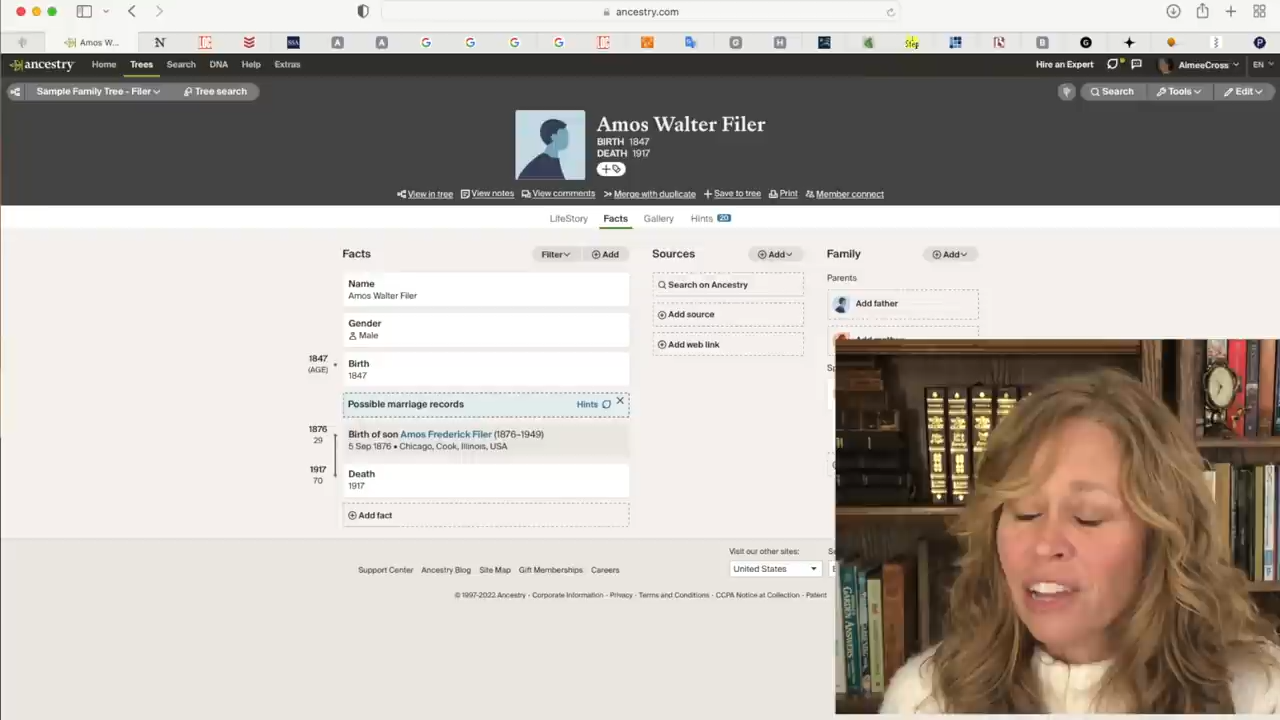 ancestry.com
Amos W...
ancestry Home Trees Search DNA Help Extras Hire an Expert AimeeCross EN
Sample Family Tree - Filer Tree search Search Tools Edit
Amos Walter Filer
BIRTH 1847
DEATH 1917
View in tree View notes View comments Merge with duplicate Save to tree Print Member connect
LifeStory Facts Gallery Hints 20
Facts Filter Add
Name
Amos Walter Filer
Gender
Male
1847
(AGE)
Birth
1847
Possible marriage records Hints
1876
29
Birth of son Amos Frederick Filer (1876–1949)
5 Sep 1876 • Chicago, Cook, Illinois, USA
1917
70
Death
1917
Add fact
Sources Add
Search on Ancestry
Add source
Add web link
Family Add
Parents
Add father
Visit our other sites:
United States
Support Center Ancestry Blog Site Map Gift Memberships Careers
© 1997-2022 Ancestry · Corporate Information · Privacy · Terms and Conditions · CCPA Notice at Collection · Patent
GARDEN ANSWERS